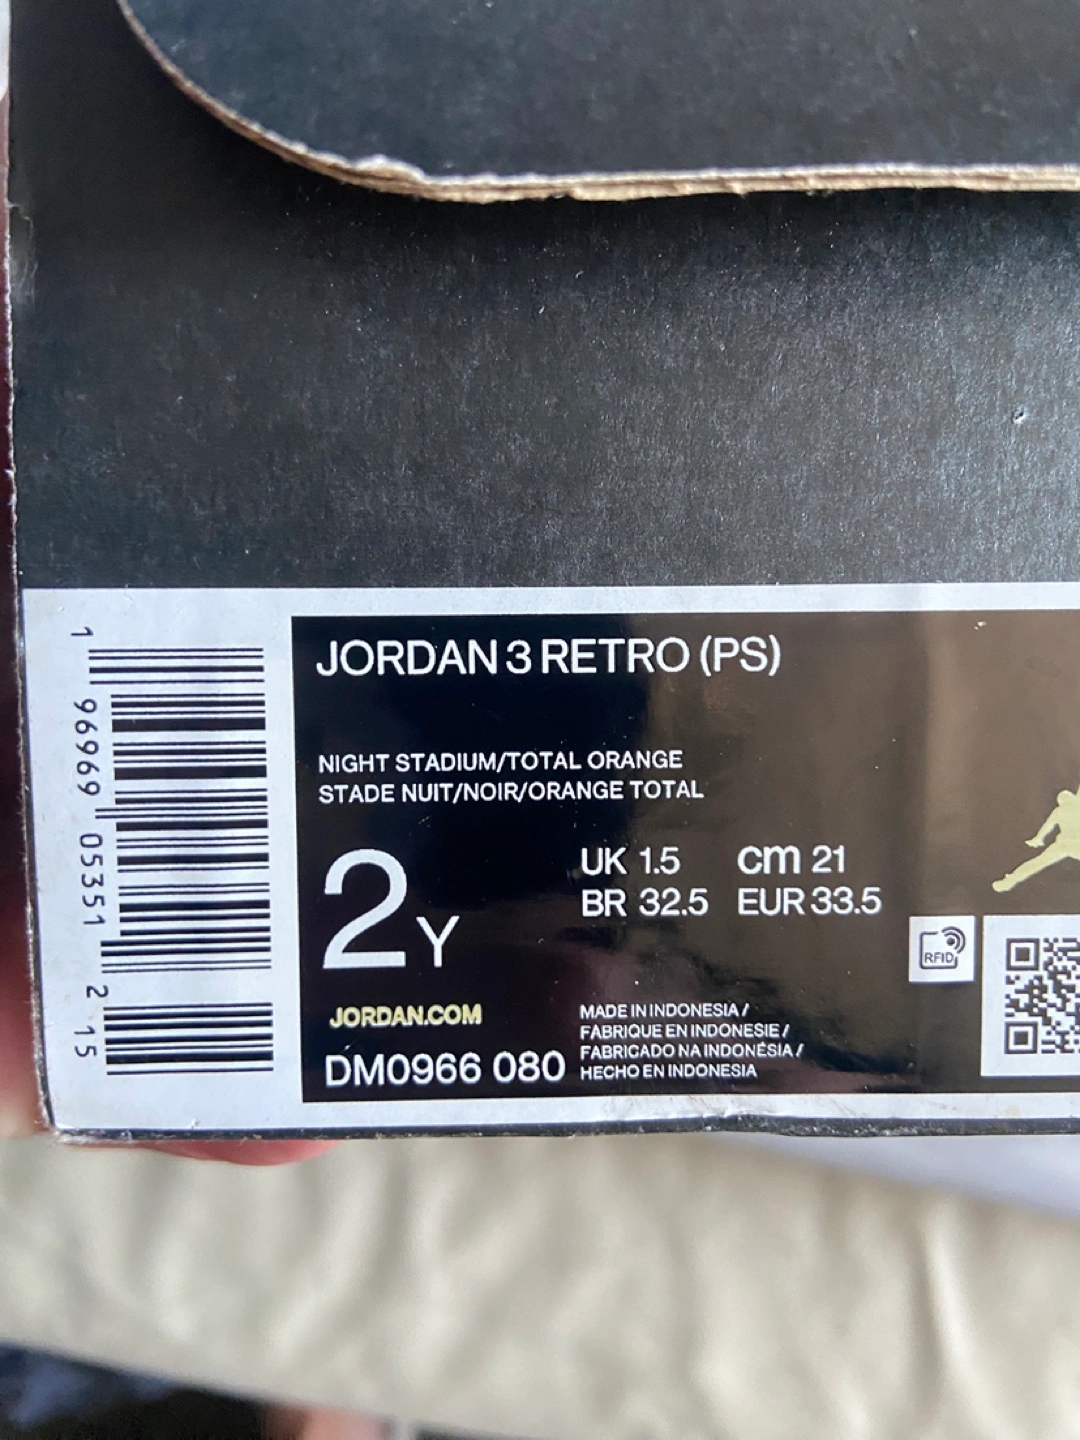 JORDAN 3 RETRO (PS)
NIGHT STADIUM/TOTAL ORANGE
STADE NUIT/NOIR/ORANGE TOTAL
2Y
UK 1.5 cm 21
BR 32.5 EUR 33.5
RFID
JORDAN.COM
DM0966 080
MADE IN INDONESIA /
FABRIQUE EN INDONESIE /
FABRICADO NA INDONÉSIA /
HECHO EN INDONESIA
1 96969 05351 2 15